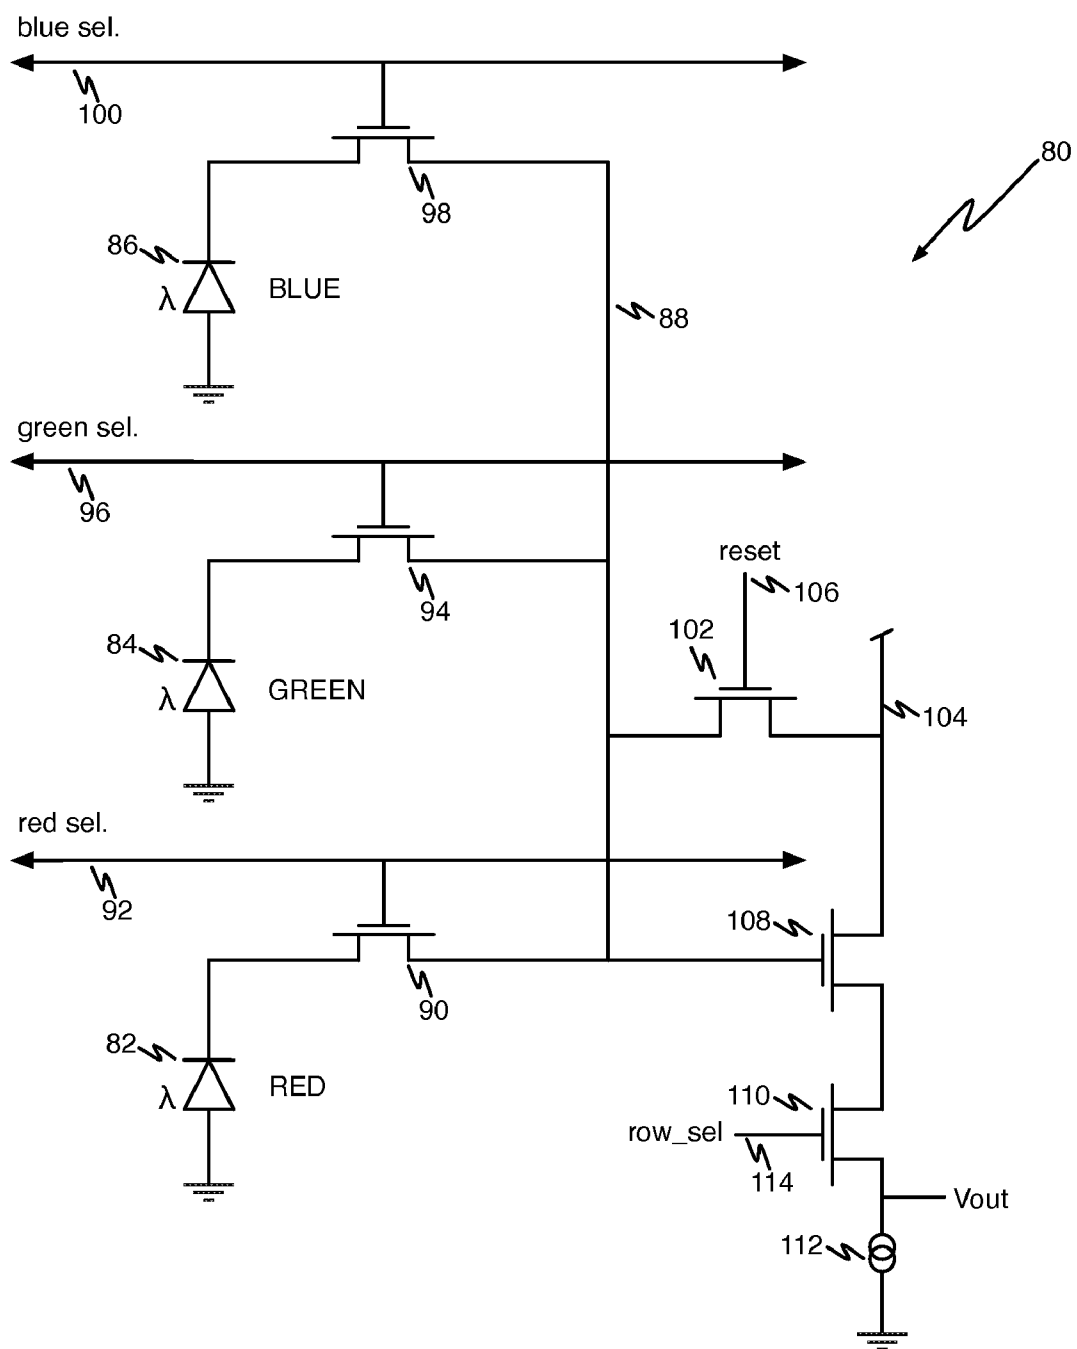 blue sel.
100
80
98
86
λ
BLUE
88
green sel.
96
reset
106
94
102
84
λ
GREEN
104
red sel.
92
108
90
82
λ
RED
110
row_sel
114
Vout
112